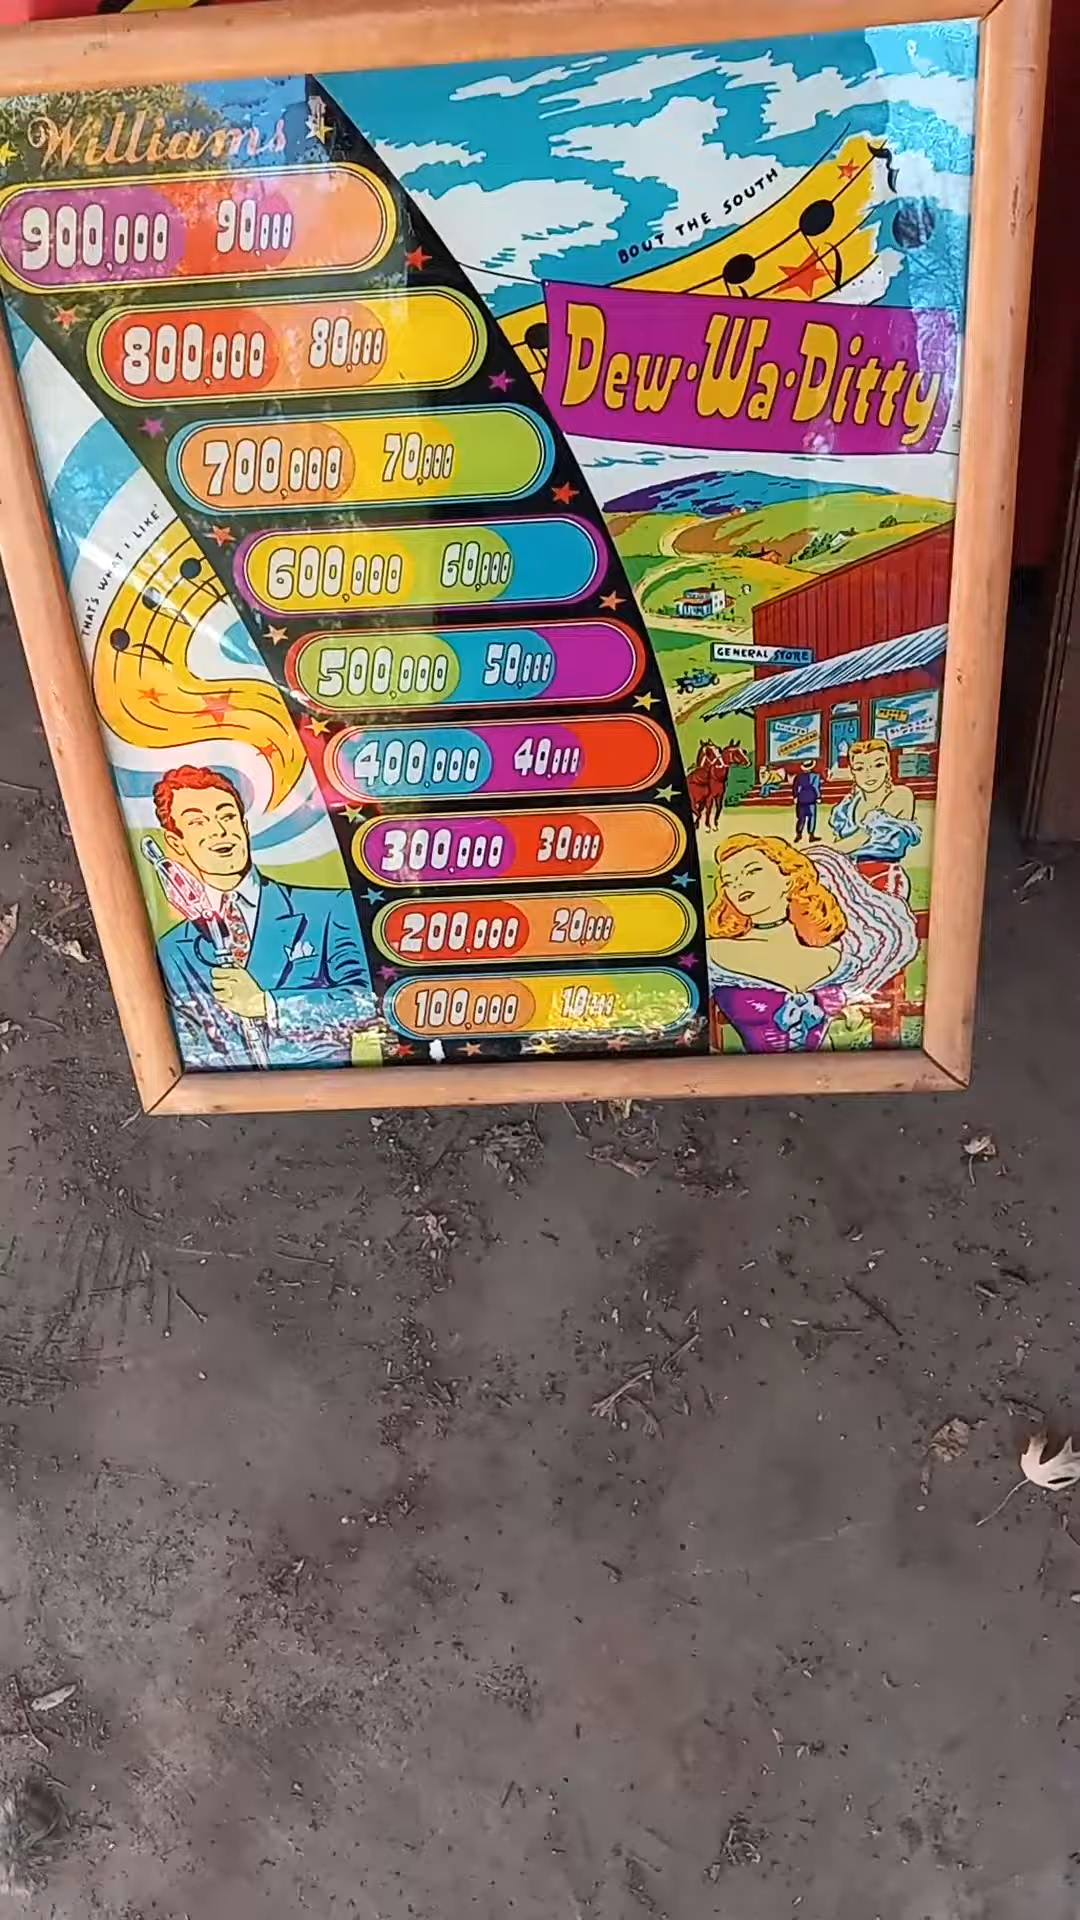 Williams
900,000 90,000
800,000 80,000
700,000 70,000
600,000 60,000
500,000 50,000
400,000 40,000
300,000 30,000
200,000 20,000
100,000 10,000
BOUT THE SOUTH
Dew·Wa·Ditty
THAT'S WHAT I LIKE'
GENERAL STORE